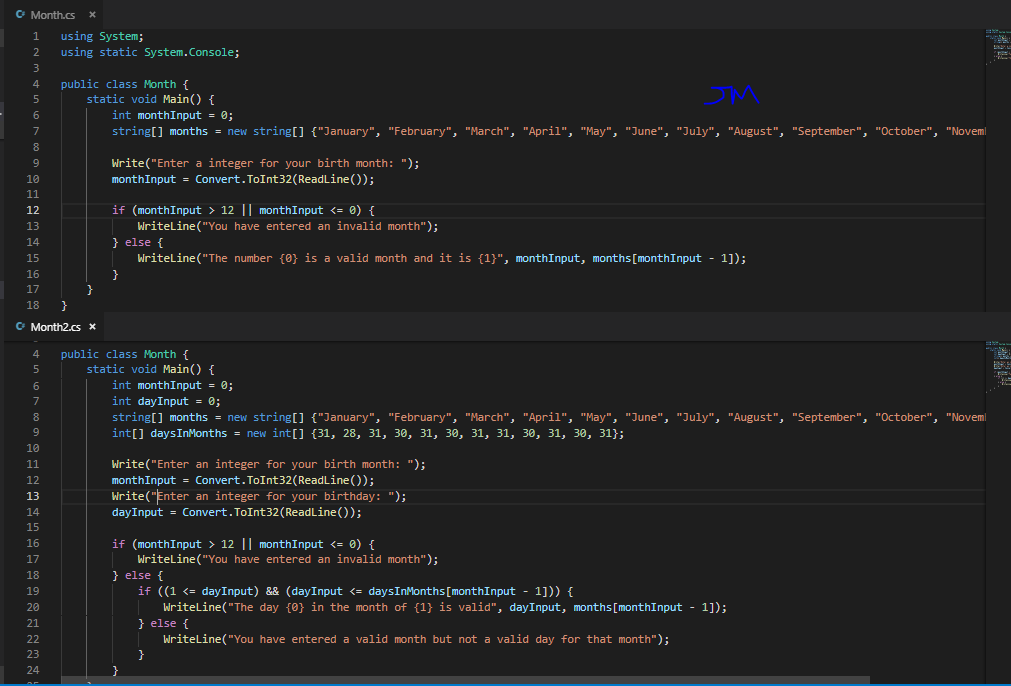 Month.cs ×
1 using System;
2 using static System.Console;
3
4 public class Month {
5 static void Main() {
6 int monthInput = 0;
7 string[] months = new string[] {"January", "February", "March", "April", "May", "June", "July", "August", "September", "October", "Novem
8
9 Write("Enter a integer for your birth month: ");
10 monthInput = Convert.ToInt32(ReadLine());
11
12 if (monthInput > 12 || monthInput <= 0) {
13 WriteLine("You have entered an invalid month");
14 } else {
15 WriteLine("The number {0} is a valid month and it is {1}", monthInput, months[monthInput - 1]);
16 }
17 }
18 }
JM
Month2.cs ×
4 public class Month {
5 static void Main() {
6 int monthInput = 0;
7 int dayInput = 0;
8 string[] months = new string[] {"January", "February", "March", "April", "May", "June", "July", "August", "September", "October", "Novem
9 int[] daysInMonths = new int[] {31, 28, 31, 30, 31, 30, 31, 31, 30, 31, 30, 31};
10
11 Write("Enter an integer for your birth month: ");
12 monthInput = Convert.ToInt32(ReadLine());
13 Write("Enter an integer for your birthday: ");
14 dayInput = Convert.ToInt32(ReadLine());
15
16 if (monthInput > 12 || monthInput <= 0) {
17 WriteLine("You have entered an invalid month");
18 } else {
19 if ((1 <= dayInput) && (dayInput <= daysInMonths[monthInput - 1])) {
20 WriteLine("The day {0} in the month of {1} is valid", dayInput, months[monthInput - 1]);
21 } else {
22 WriteLine("You have entered a valid month but not a valid day for that month");
23 }
24 }